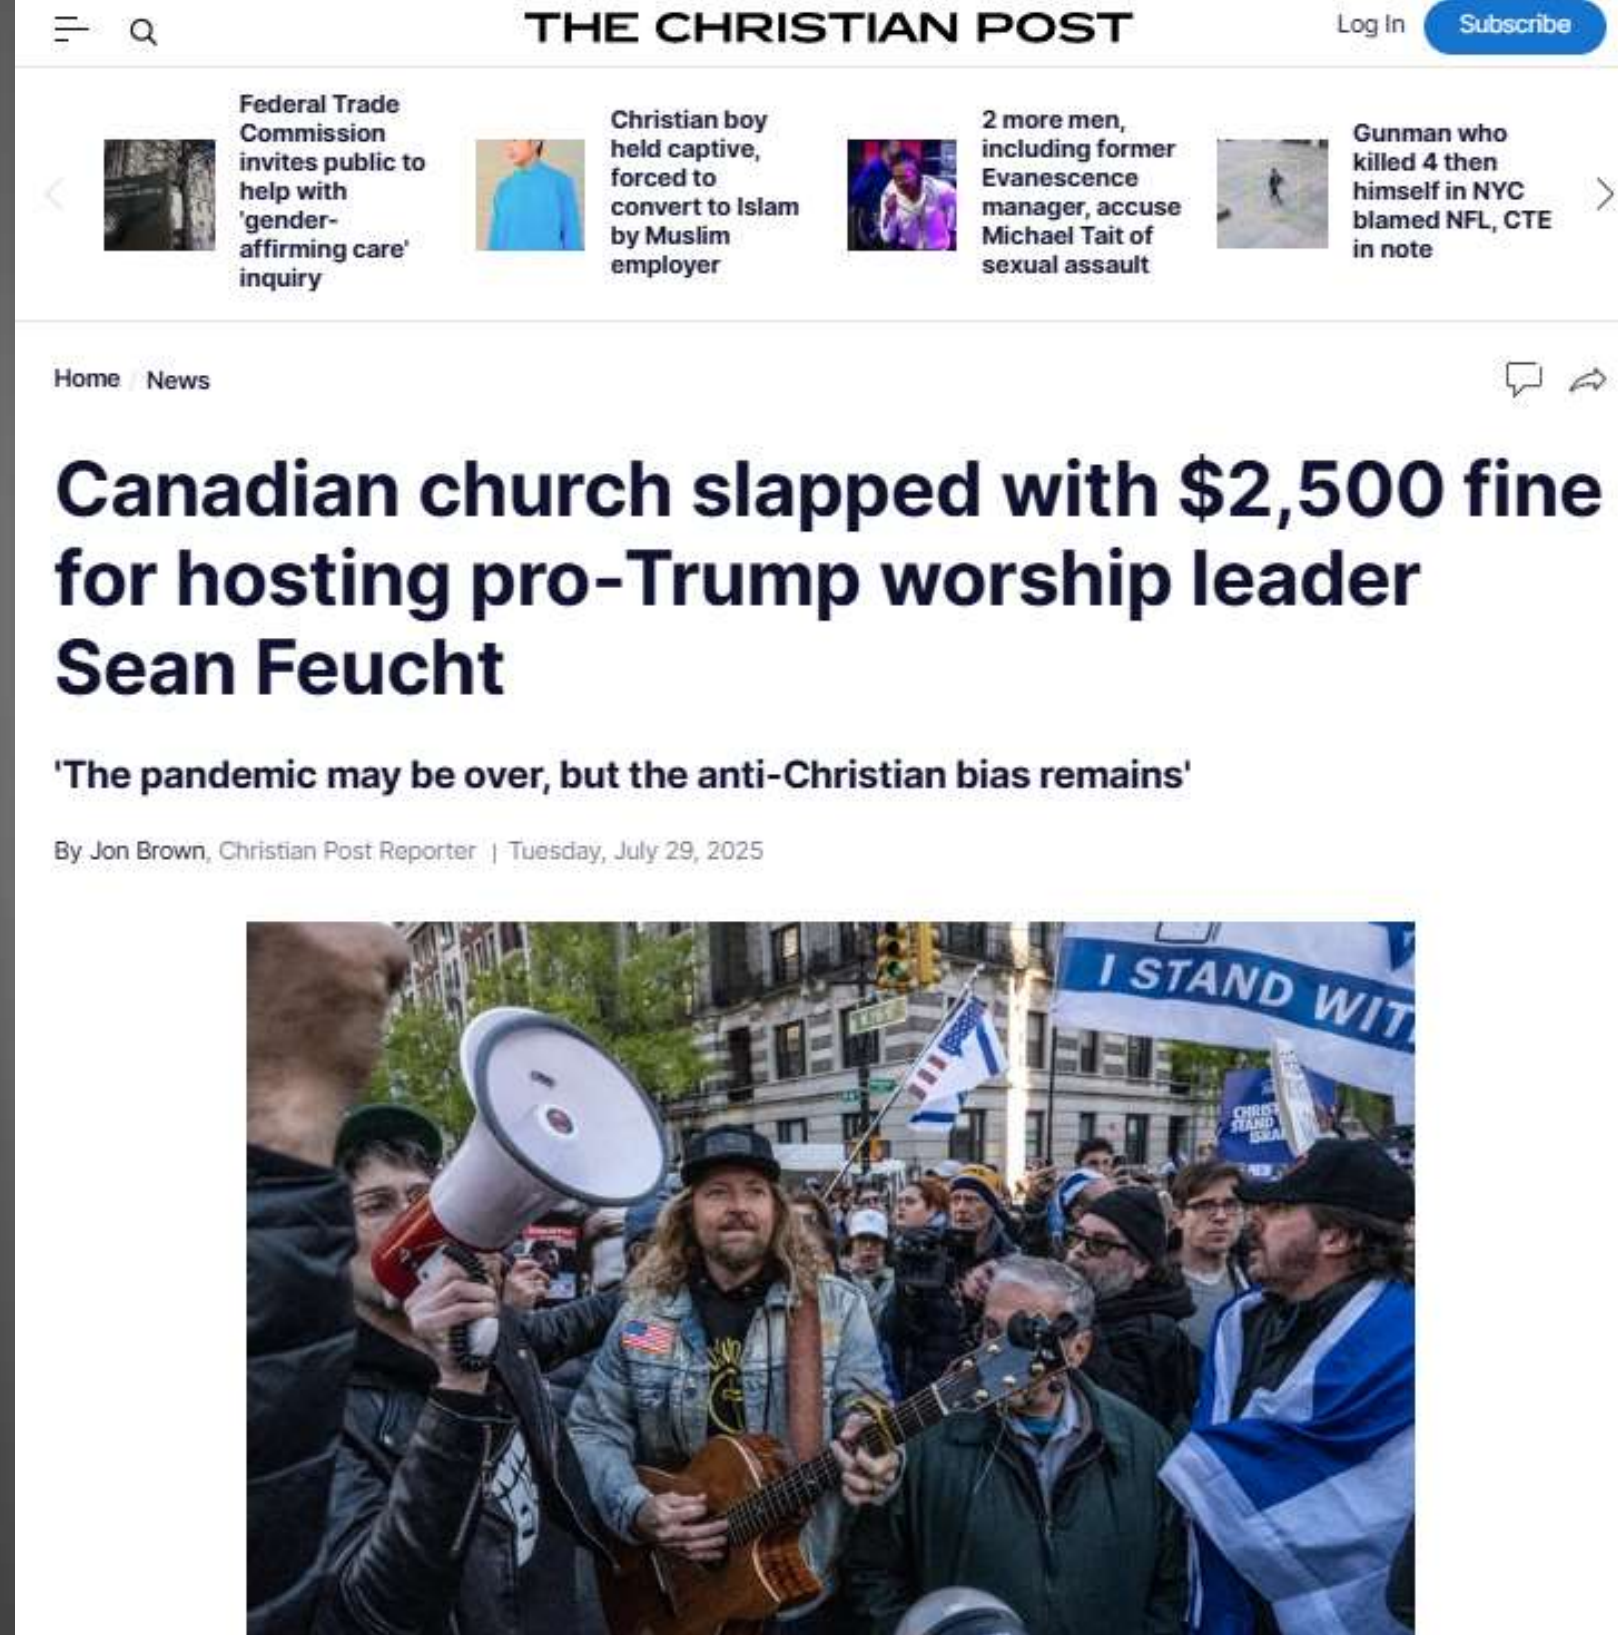 THE CHRISTIAN POST
Log In
Subscribe
Federal Trade
Commission
invites public to
help with
'gender-
affirming care'
inquiry
Christian boy
held captive,
forced to
convert to Islam
by Muslim
employer
2 more men,
including former
Evanescence
manager, accuse
Michael Tait of
sexual assault
Gunman who
killed 4 then
himself in NYC
blamed NFL, CTE
in note
Home
News
Canadian church slapped with $2,500 fine
for hosting pro-Trump worship leader
Sean Feucht
'The pandemic may be over, but the anti-Christian bias remains'
By Jon Brown, Christian Post Reporter | Tuesday, July 29, 2025
I STAND WIT
CHRIST
STAND
ISRA